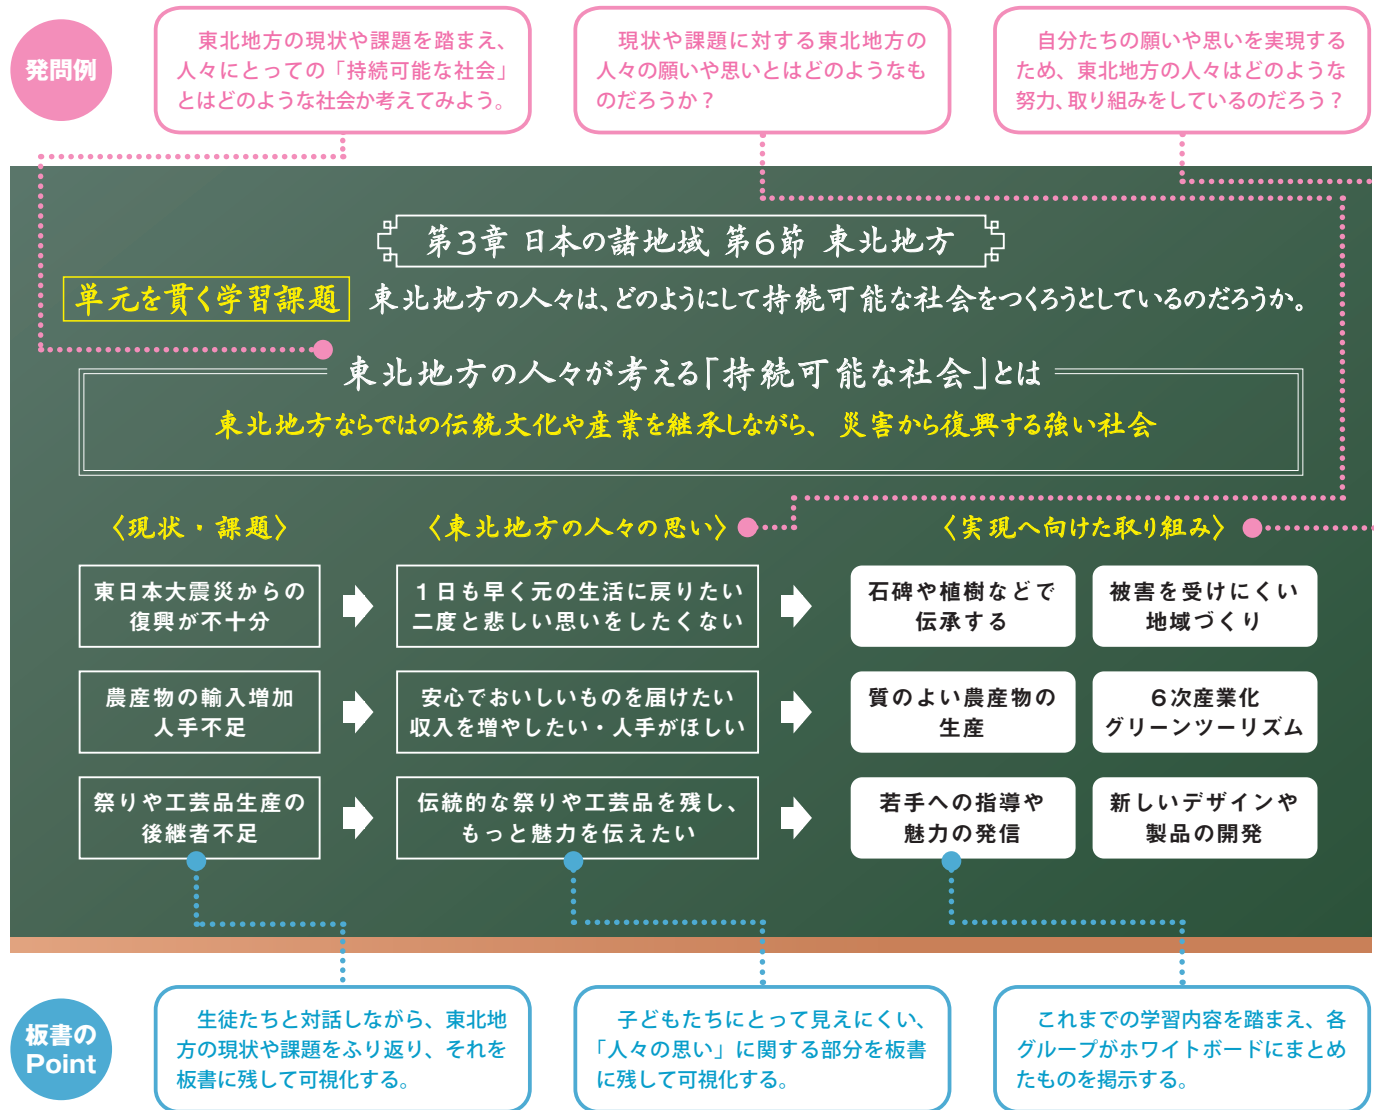 発問例
東北地方の現状や課題を踏まえ、
人々にとっての「持続可能な社会」
とはどのような社会か考えてみよう。
現状や課題に対する東北地方の
人々の願いや思いとはどのようなも
のだろうか？
自分たちの願いや思いを実現する
ため、東北地方の人々はどのような
努力、取り組みをしているのだろう？
第3章 日本の諸地域 第6節 東北地方
単元を貫く学習課題 東北地方の人々は、どのようにして持続可能な社会をつくろうとしているのだろうか。
東北地方の人々が考える「持続可能な社会」とは
東北地方ならではの伝統文化や産業を継承しながら、災害から復興する強い社会
〈現状・課題〉
〈東北地方の人々の思い〉
〈実現へ向けた取り組み〉
東日本大震災からの
復興が不十分
１日も早く元の生活に戻りたい
二度と悲しい思いをしたくない
石碑や植樹などで
伝承する
被害を受けにくい
地域づくり
農産物の輸入増加
人手不足
安心でおいしいものを届けたい
収入を増やしたい・人手がほしい
質のよい農産物の
生産
6次産業化
グリーンツーリズム
祭りや工芸品生産の
後継者不足
伝統的な祭りや工芸品を残し、
もっと魅力を伝えたい
若手への指導や
魅力の発信
新しいデザインや
製品の開発
板書の
Point
生徒たちと対話しながら、東北地
方の現状や課題をふり返り、それを
板書に残して可視化する。
子どもたちにとって見えにくい、
「人々の思い」に関する部分を板書
に残して可視化する。
これまでの学習内容を踏まえ、各
グループがホワイトボードにまとめ
たものを掲示する。